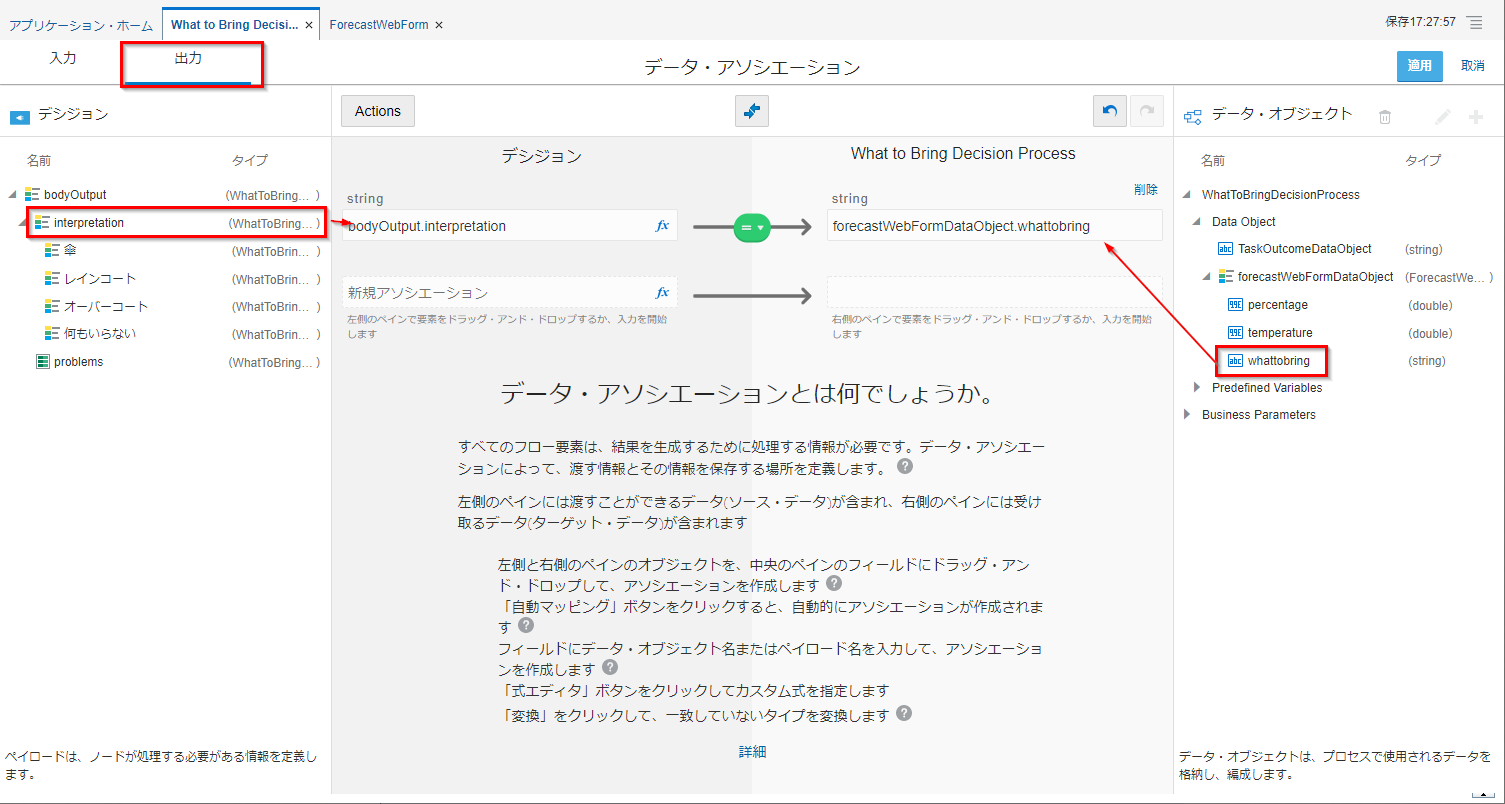 アプリケーション・ホーム
What to Bring Decisi... ×
ForecastWebForm ×
保存17:27:57
入力
出力
データ・アソシエーション
適用
取消
デシジョン
名前 タイプ
bodyOutput (WhatToBring... )
interpretation (WhatToBring... )
傘 (WhatToBrin... )
レインコート (WhatToBrin... )
オーバーコート (WhatToBrin... )
何もいらない (WhatToBrin... )
problems (WhatToBring... )
ペイロードは、ノードが処理する必要がある情報を定義し
ます。
Actions
デシジョン
What to Bring Decision Process
削除
string
string
bodyOutput.interpretation fx
=
forecastWebFormDataObject.whattobring
新規アソシエーション fx
左側のペインで要素をドラッグ・アンド・ドロップするか、入力を開始
します
右側のペインで要素をドラッグ・アンド・ドロップするか、入力を開始
します
データ・アソシエーションとは何でしょうか。
すべてのフロー要素は、結果を生成するために処理する情報が必要です。データ・アソシエー
ションによって、渡す情報とその情報を保存する場所を定義します。 ?
左側のペインには渡すことができるデータ(ソース・データ)が含まれ、右側のペインには受け
取るデータ(ターゲット・データ)が含まれます
左側と右側のペインのオブジェクトを、中央のペインのフィールドにドラッグ・アン
ド・ドロップして、アソシエーションを作成します ?
「自動マッピング」ボタンをクリックすると、自動的にアソシエーションが作成されま
す ?
フィールドにデータ・オブジェクト名またはペイロード名を入力して、アソシエーショ
ンを作成します ?
「式エディタ」ボタンをクリックしてカスタム式を指定します
「変換」をクリックして、一致していないタイプを変換します ?
詳細
データ・オブジェクト
名前 タイプ
WhatToBringDecisionProcess
Data Object
abc TaskOutcomeDataObject (string)
forecastWebFormDataObject (ForecastWe... )
99€ percentage (double)
99€ temperature (double)
abc whattobring (string)
Predefined Variables
Business Parameters
データ・オブジェクトは、プロセスで使用されるデータを
格納し、編成します。